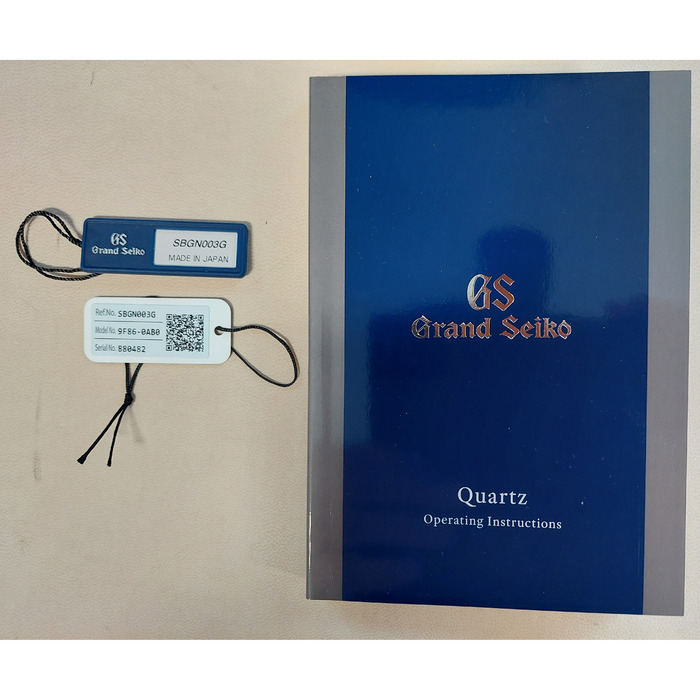 GS
Grand Seiko
SBGN003G
MADE IN JAPAN
Ref.No. SBGN003G
Model No. 9F86-0AB0
Serial No. 880482
GS
Grand Seiko
Quartz
Operating Instructions